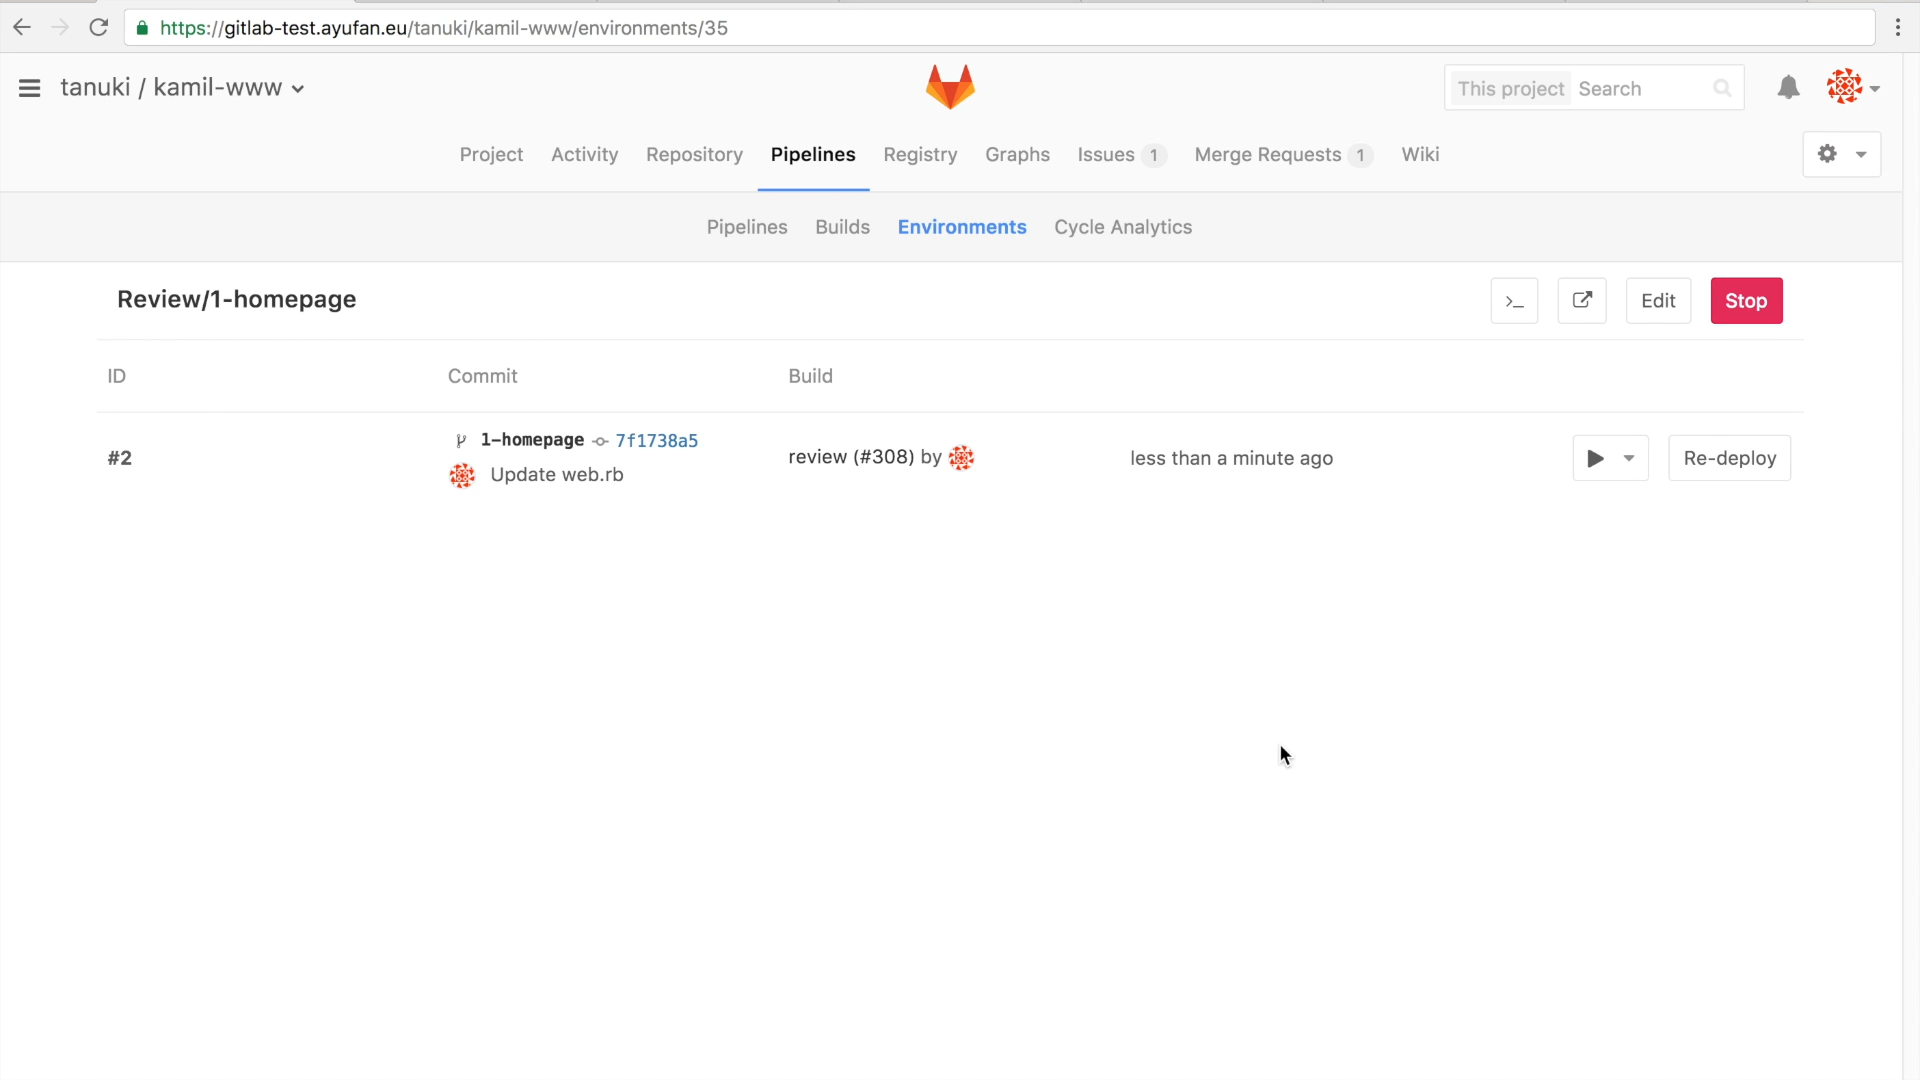 https://gitlab-test.ayufan.eu/tanuki/kamil-www/environments/35
tanuki / kamil-www
This project Search
Project Activity Repository Pipelines Registry Graphs Issues 1 Merge Requests 1 Wiki
Pipelines Builds Environments Cycle Analytics
Review/1-homepage
>_ Edit Stop
ID Commit Build
1-homepage 7f1738a5
#2 review (#308) by less than a minute ago Re-deploy
Update web.rb